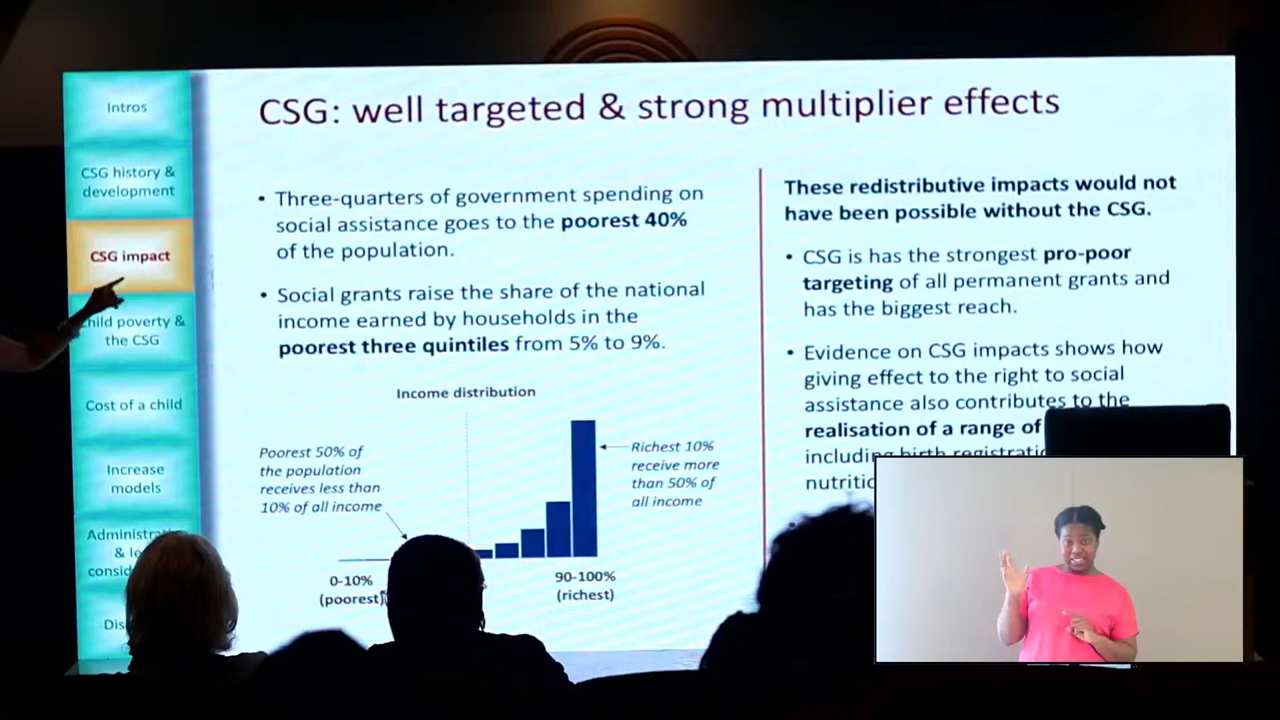 Intros
CSG history &
development
CSG impact
child poverty &
the CSG
Cost of a child
Increase
models
& lo
CSG: well targeted & strong multiplier effects
• Three-quarters of government spending on
social assistance goes to the poorest 40%
of the population.
• Social grants raise the share of the national
income earned by households in the
poorest three quintiles from 5% to 9%.
Income distribution
Poorest 50% of
the population
receives less than
10% of all income
Richest 10%
receive more
than 50% of
all income
0-10%
(poorest)
90-100%
(richest)
These redistributive impacts would not
have been possible without the CSG.
• CSG is has the strongest pro-poor
targeting of all permanent grants and
has the biggest reach.
• Evidence on CSG impacts shows how
giving effect to the right to social
assistance also contributes to the
realisation of a range of
including birth